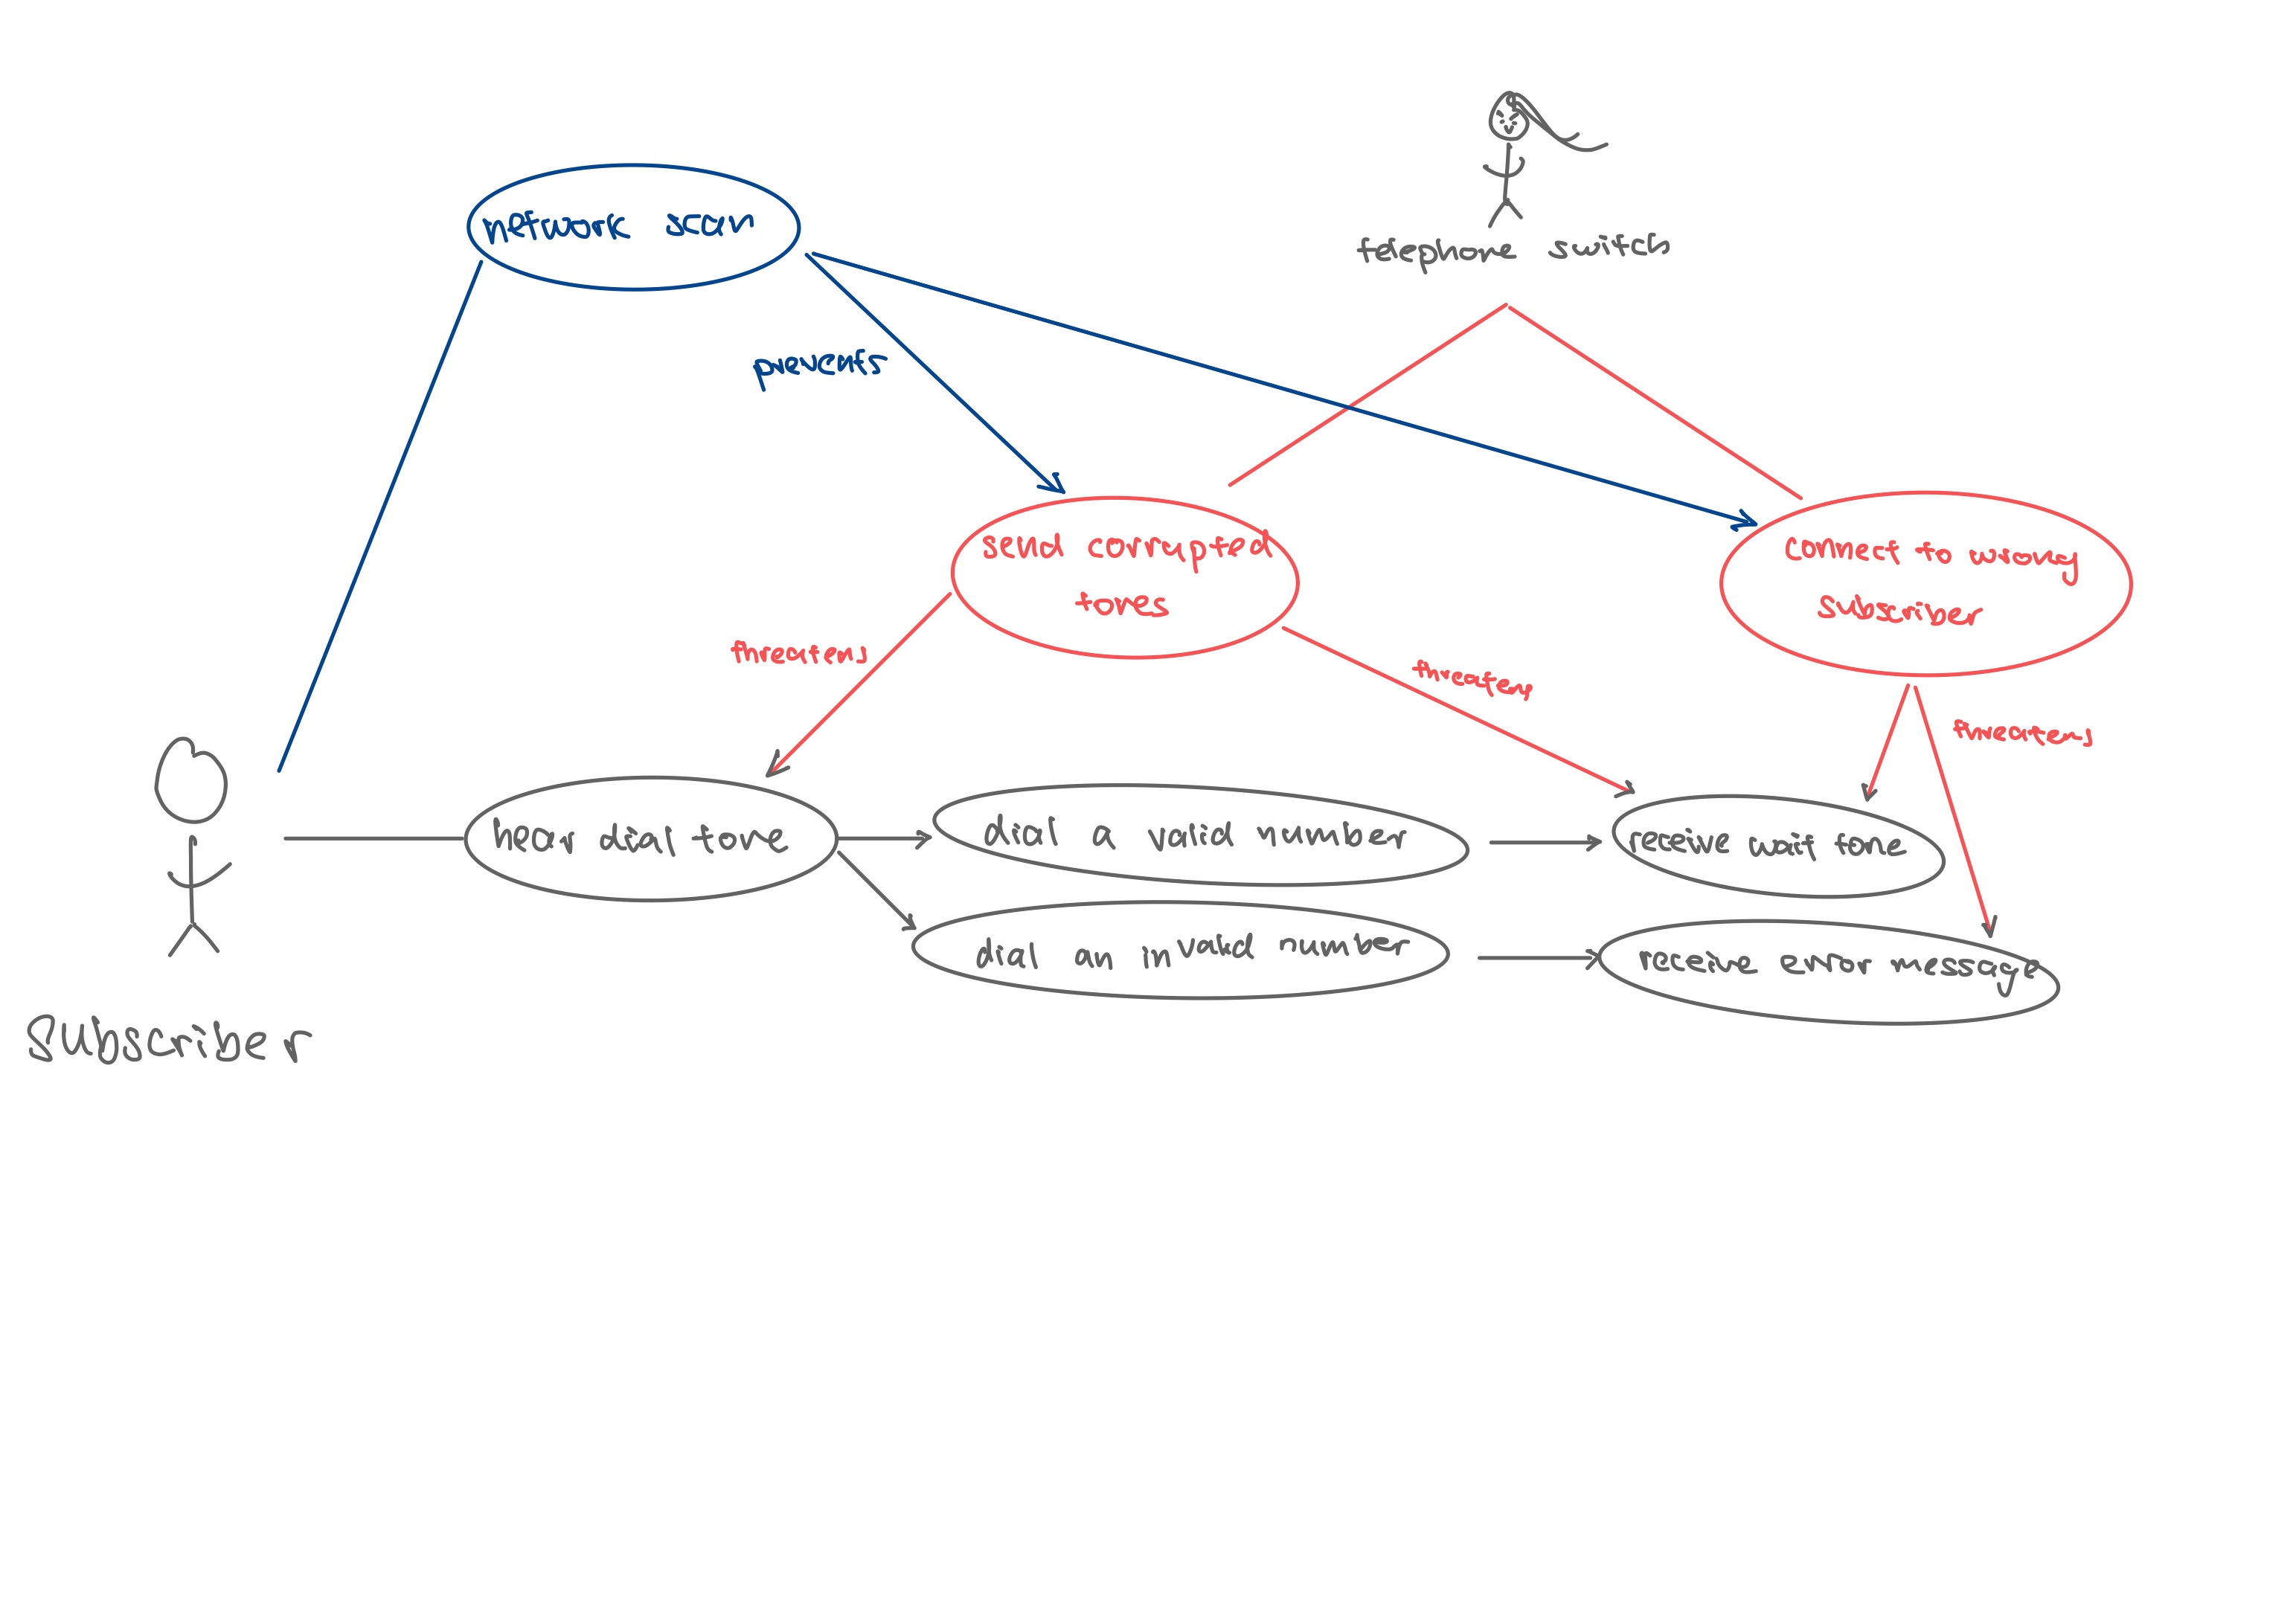 network scan
telephone switch
prevents
send corrupted
tones
connect to wrong
subscriber
threatens
threatens
threatens
hear dial tone
dial a valid number
receive wait tone
dial an invalid number
receive error message
Subscriber